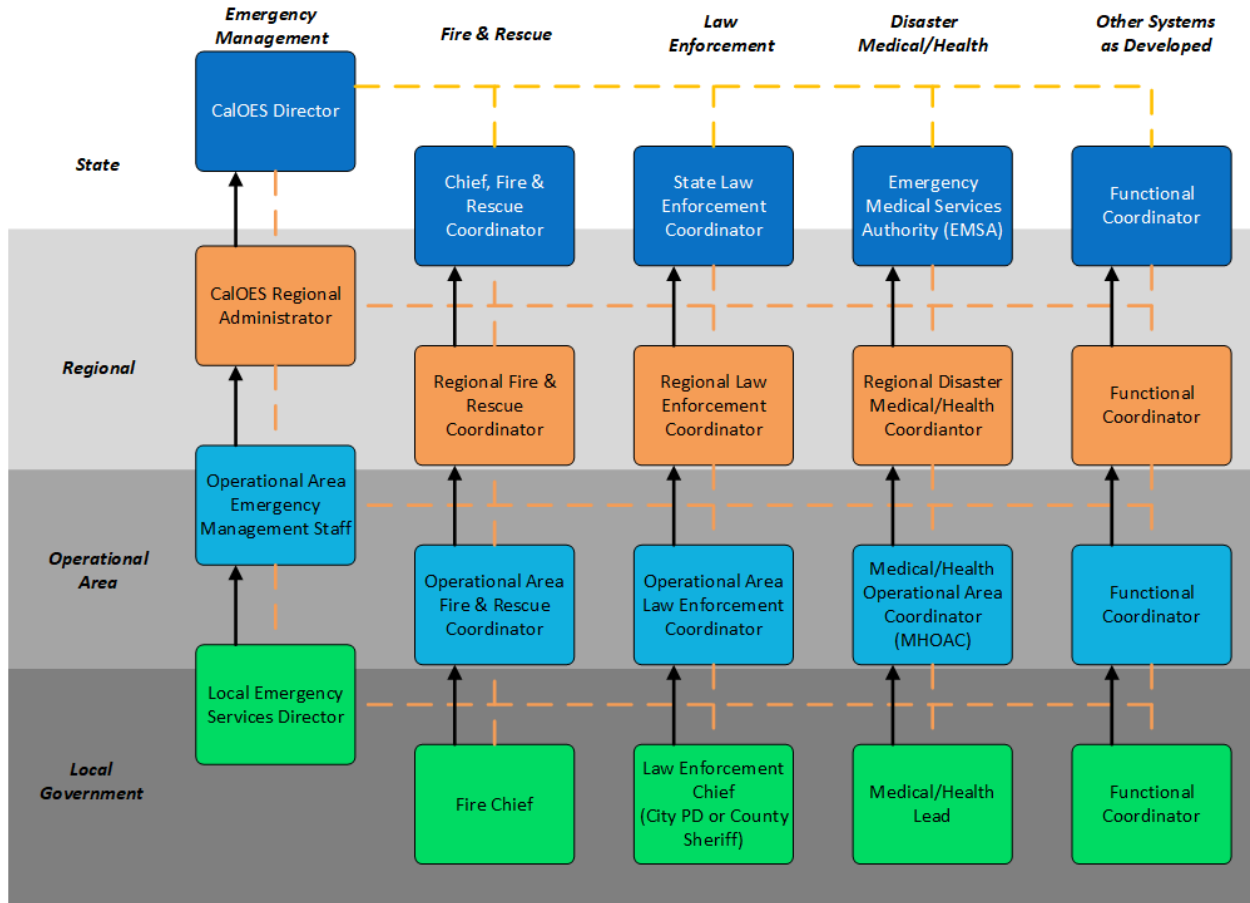 Emergency
Management
Fire & Rescue
Law
Enforcement
Disaster
Medical/Health
Other Systems
as Developed
State
CalOES Director
Chief, Fire &
Rescue
Coordinator
State Law
Enforcement
Coordinator
Emergency
Medical Services
Authority (EMSA)
Functional
Coordinator
Regional
CalOES Regional
Administrator
Regional Fire &
Rescue
Coordinator
Regional Law
Enforcement
Coordinator
Regional Disaster
Medical/Health
Coordiantor
Functional
Coordinator
Operational
Area
Operational Area
Emergency
Management Staff
Operational Area
Fire & Rescue
Coordinator
Operational Area
Law Enforcement
Coordinator
Medical/Health
Operational Area
Coordinator
(MHOAC)
Functional
Coordinator
Local
Government
Local Emergency
Services Director
Fire Chief
Law Enforcement
Chief
(City PD or County
Sheriff)
Medical/Health
Lead
Functional
Coordinator